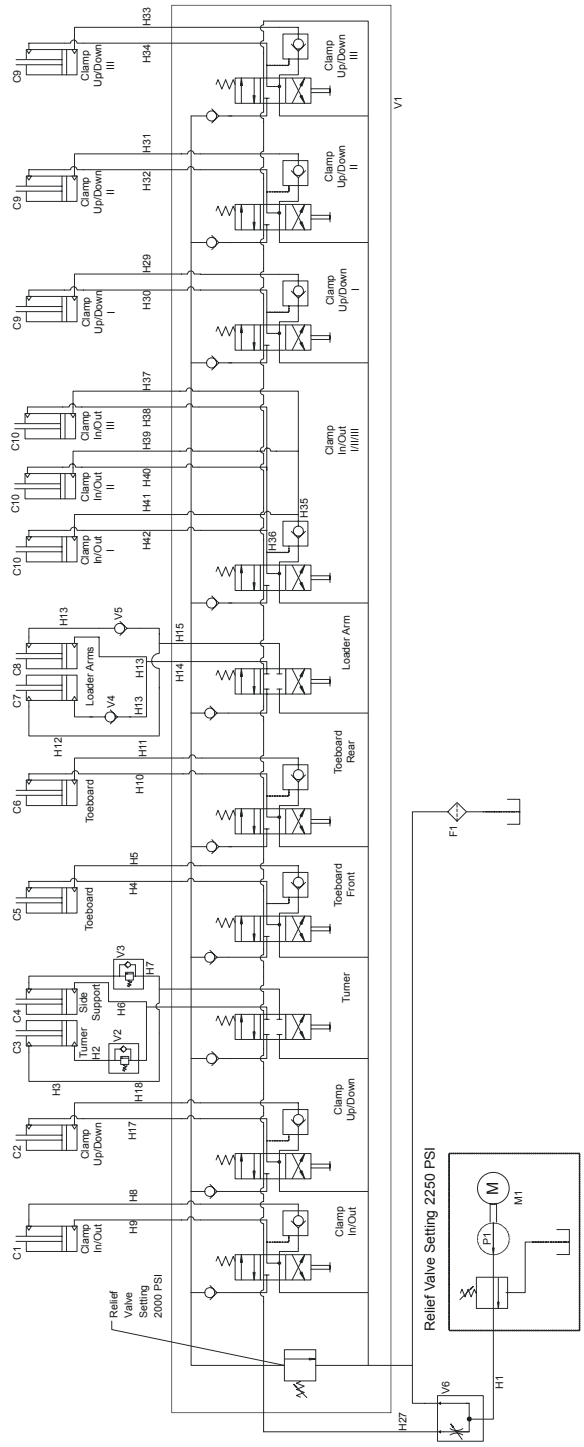 C1
Clamp
In/Out
H9
H8
C2
Clamp
Up/Down
H17
C3
Turner
H2
H3
H18
V2
C4
Side
Support
H6
V3
H7
C5
Toeboard
H4
H5
C6
Toeboard
H10
H11
H12
C7
C8
Loader Arms
V4
H13
H13
H13
V5
H14
H15
C10
Clamp
In/Out
I
H42
H41
C10
Clamp
In/Out
II
H40
H39
C10
Clamp
In/Out
III
H38
H37
H36
H35
C9
Clamp
Up/Down
I
H30
H29
C9
Clamp
Up/Down
II
H32
H31
C9
Clamp
Up/Down
III
H34
H33
Relief
Valve
Setting
2000 PSI
Clamp
In/Out
Clamp
Up/Down
Turner
Toeboard
Front
Toeboard
Rear
Loader Arm
Clamp
In/Out
I/II/III
Clamp
Up/Down
I
Clamp
Up/Down
II
Clamp
Up/Down
III
V1
H27
V6
H1
Relief Valve Setting 2250 PSI
P1
M
M1
F1